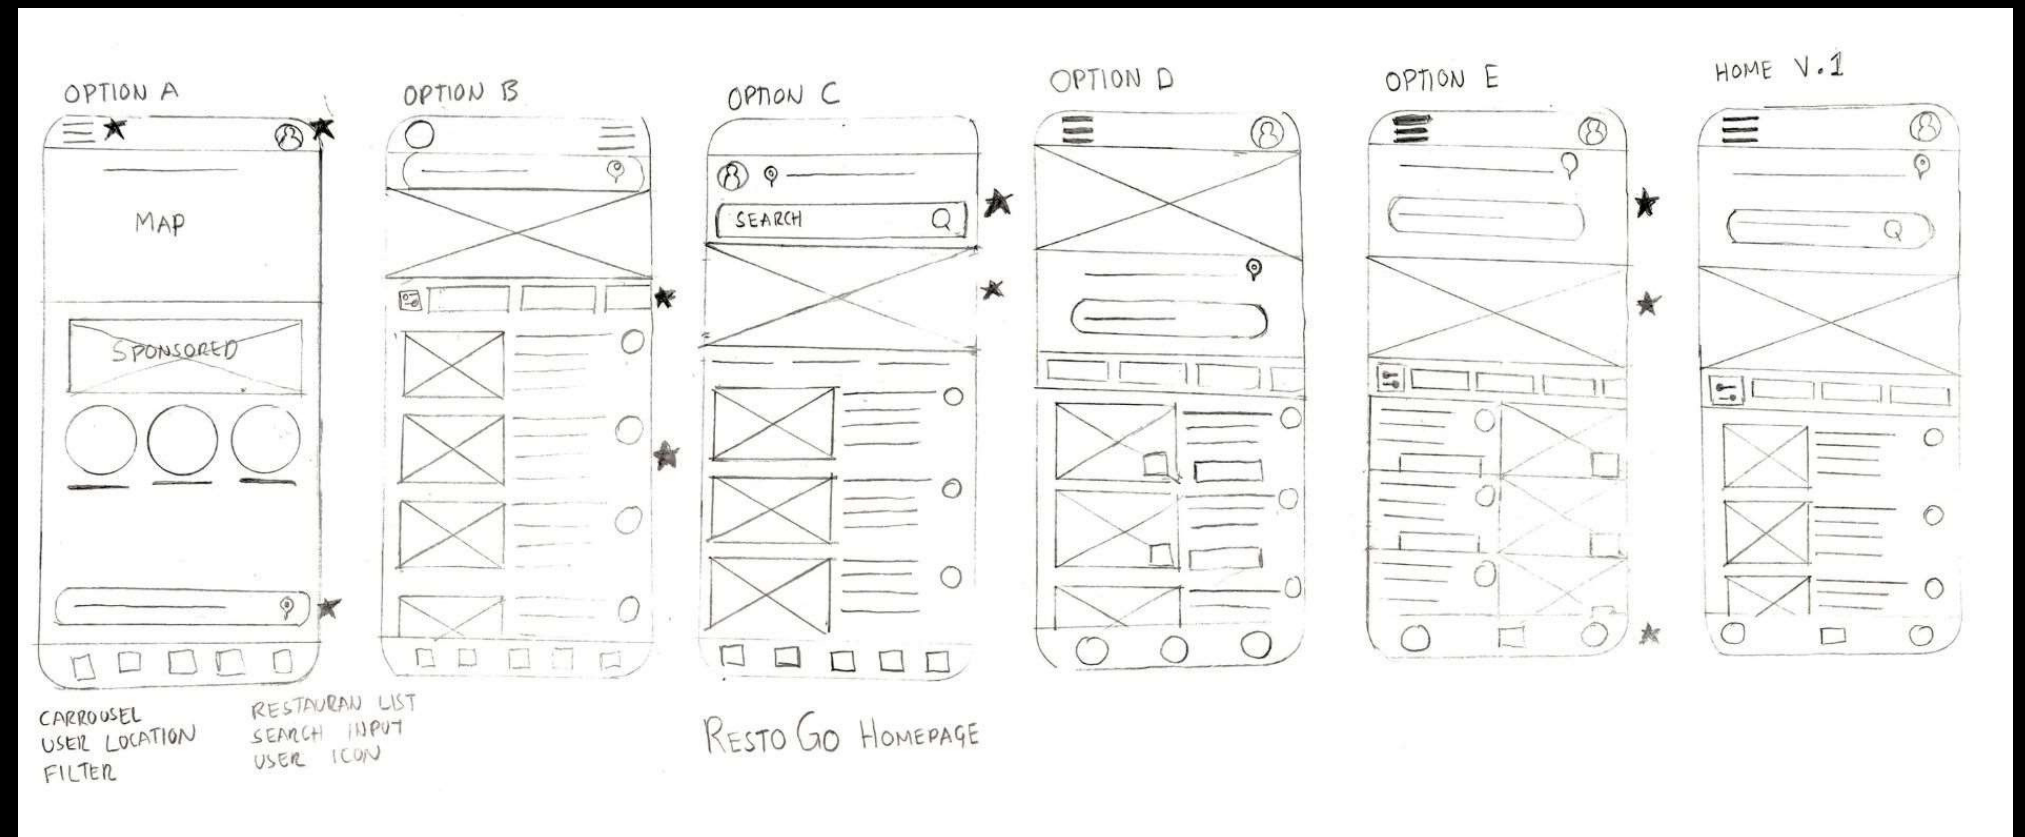 OPTION A
OPTION B
OPTION C
OPTION D
OPTION E
HOME V.1
MAP
SPONSORED
SEARCH
CARROUSEL
USER LOCATION
FILTER
RESTAURAN LIST
SEARCH INPUT
USER ICON
RESTO GO HOMEPAGE